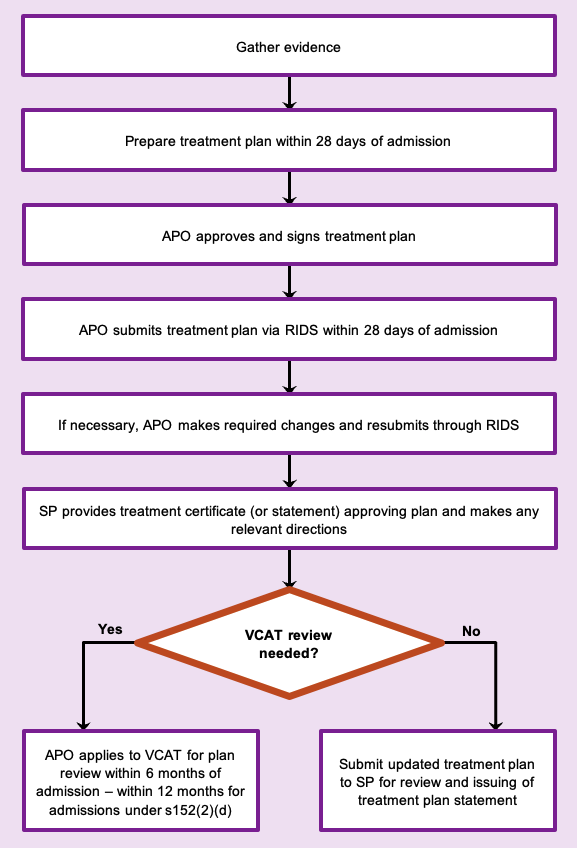 Gather evidence
Prepare treatment plan within 28 days of admission
APO approves and signs treatment plan
APO submits treatment plan via RIDS within 28 days of admission
If necessary, APO makes required changes and resubmits through RIDS
SP provides treatment certificate (or statement) approving plan and makes any
relevant directions
VCAT review
needed?
Yes
No
APO applies to VCAT for plan
review within 6 months of
admission – within 12 months for
admissions under s152(2)(d)
Submit updated treatment plan
to SP for review and issuing of
treatment plan statement